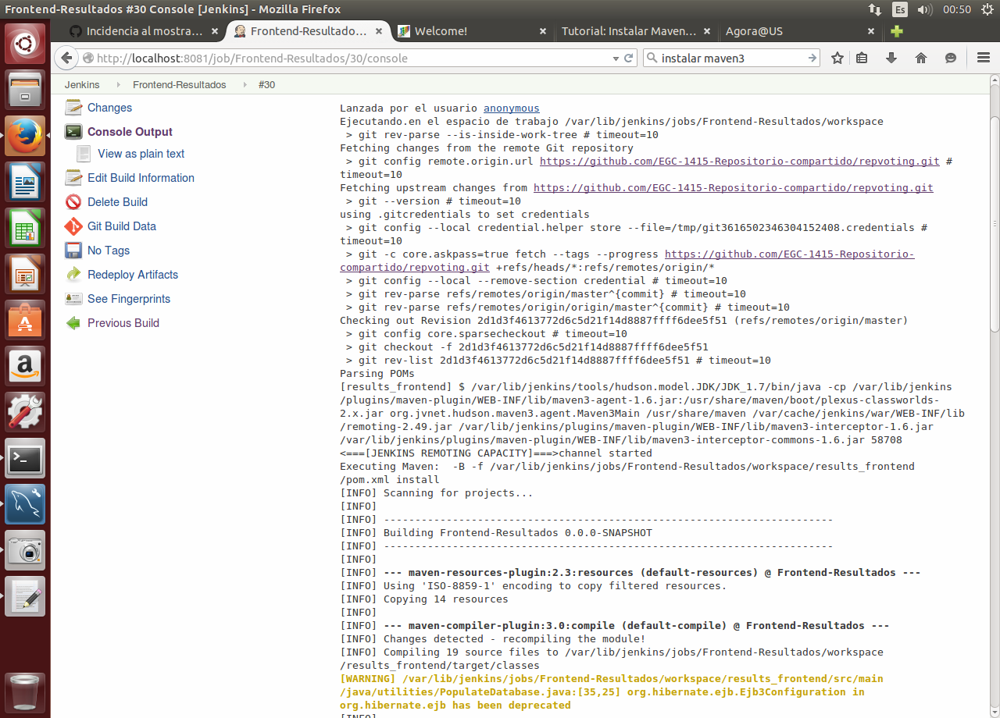 Frontend-Resultados #30 Console [Jenkins] - Mozilla Firefox
Es
00:50
Incidencia al mostra...
Frontend-Resultado...
Welcome!
Tutorial: Instalar Maven...
Agora@US
http://localhost:8081/job/Frontend-Resultados/30/console
instalar maven3
Jenkins
Frontend-Resultados
#30
Changes
Console Output
View as plain text
Edit Build Information
Delete Build
Git Build Data
No Tags
Redeploy Artifacts
See Fingerprints
Previous Build
Lanzada por el usuario anonymous
Ejecutando.en el espacio de trabajo /var/lib/jenkins/jobs/Frontend-Resultados/workspace
> git rev-parse --is-inside-work-tree # timeout=10
Fetching changes from the remote Git repository
> git config remote.origin.url https://github.com/EGC-1415-Repositorio-compartido/repvoting.git #
timeout=10
Fetching upstream changes from https://github.com/EGC-1415-Repositorio-compartido/repvoting.git
> git --version # timeout=10
using .gitcredentials to set credentials
> git config --local credential.helper store --file=/tmp/git3616502346304152408.credentials #
timeout=10
> git -c core.askpass=true fetch --tags --progress https://github.com/EGC-1415-Repositorio-
compartido/repvoting.git +refs/heads/*:refs/remotes/origin/*
> git config --local --remove-section credential # timeout=10
> git rev-parse refs/remotes/origin/master^{commit} # timeout=10
> git rev-parse refs/remotes/origin/origin/master^{commit} # timeout=10
Checking out Revision 2d1d3f4613772d6c5d21f14d8887ffff6dee5f51 (refs/remotes/origin/master)
> git config core.sparsecheckout # timeout=10
> git checkout -f 2d1d3f4613772d6c5d21f14d8887ffff6dee5f51
> git rev-list 2d1d3f4613772d6c5d21f14d8887ffff6dee5f51 # timeout=10
Parsing POMs
[results_frontend] $ /var/lib/jenkins/tools/hudson.model.JDK/JDK_1.7/bin/java -cp /var/lib/jenkins
/plugins/maven-plugin/WEB-INF/lib/maven3-agent-1.6.jar:/usr/share/maven/boot/plexus-classworlds-
2.x.jar org.jvnet.hudson.maven3.agent.Maven3Main /usr/share/maven /var/cache/jenkins/war/WEB-INF/lib
/remoting-2.49.jar /var/lib/jenkins/plugins/maven-plugin/WEB-INF/lib/maven3-interceptor-1.6.jar
/var/lib/jenkins/plugins/maven-plugin/WEB-INF/lib/maven3-interceptor-commons-1.6.jar 58708
<===[JENKINS REMOTING CAPACITY]===>channel started
Executing Maven:  -B -f /var/lib/jenkins/jobs/Frontend-Resultados/workspace/results_frontend
/pom.xml install
[INFO] Scanning for projects...
[INFO]
[INFO] ------------------------------------------------------------------------
[INFO] Building Frontend-Resultados 0.0.0-SNAPSHOT
[INFO] ------------------------------------------------------------------------
[INFO]
[INFO] --- maven-resources-plugin:2.3:resources (default-resources) @ Frontend-Resultados ---
[INFO] Using 'ISO-8859-1' encoding to copy filtered resources.
[INFO] Copying 14 resources
[INFO]
[INFO] --- maven-compiler-plugin:3.0:compile (default-compile) @ Frontend-Resultados ---
[INFO] Changes detected - recompiling the module!
[INFO] Compiling 19 source files to /var/lib/jenkins/jobs/Frontend-Resultados/workspace
/results_frontend/target/classes
[WARNING] /var/lib/jenkins/jobs/Frontend-Resultados/workspace/results_frontend/src/main
/java/utilities/PopulateDatabase.java:[35,25] org.hibernate.ejb.Ejb3Configuration in
org.hibernate.ejb has been deprecated
[INFO]